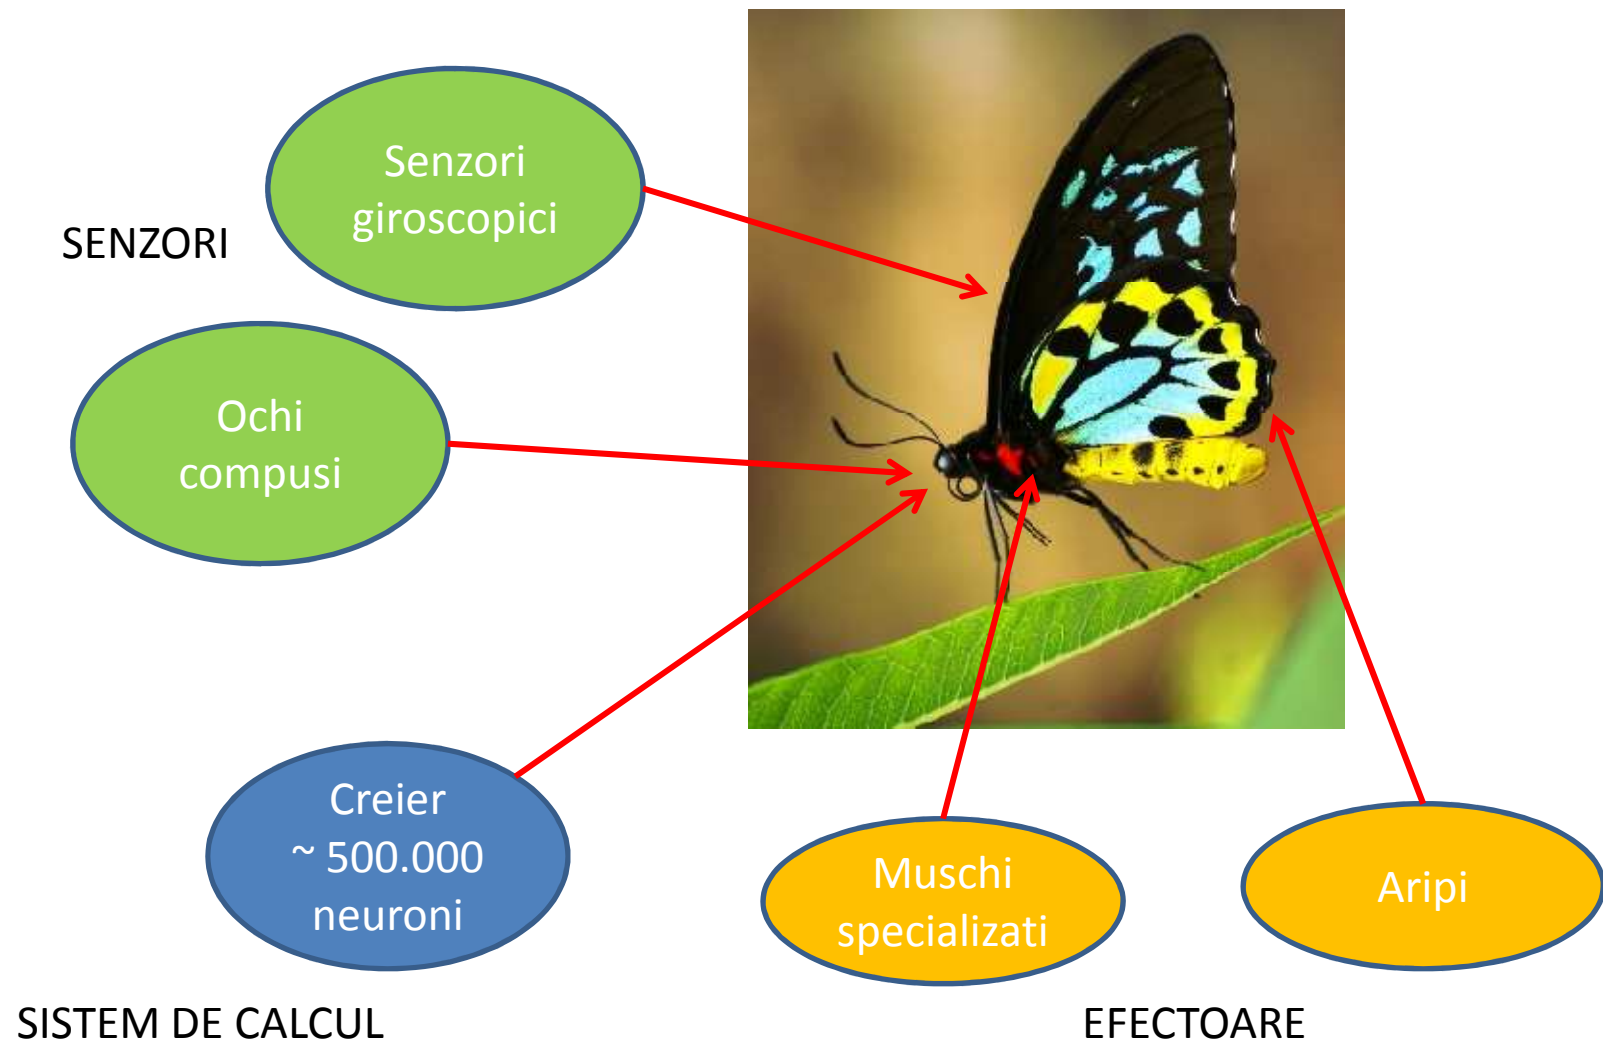 Senzori
giroscopici
SENZORI
Ochi
compusi
Creier
~ 500.000
neuroni
Muschi
specializati
Aripi
SISTEM DE CALCUL
EFECTOARE